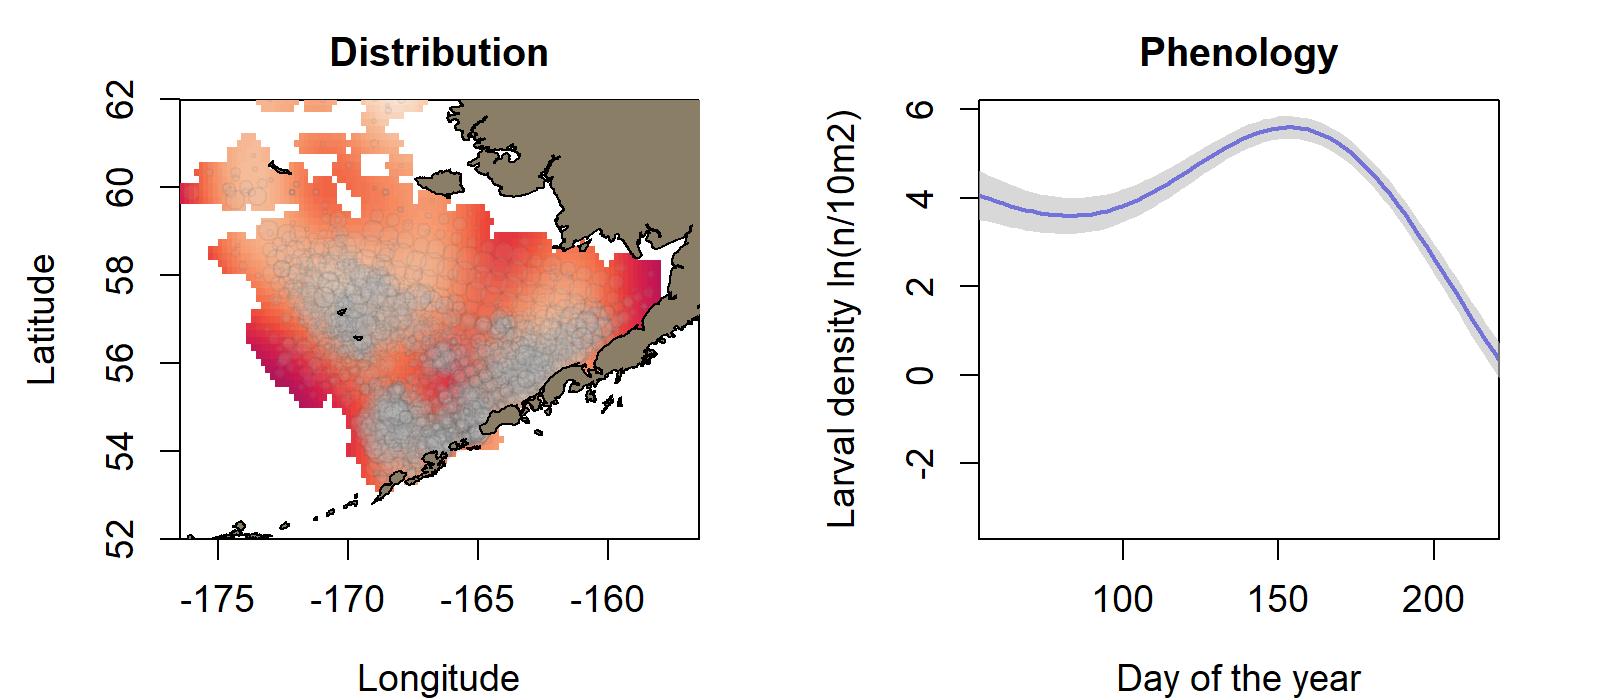 Distribution
Latitude
62
60
58
56
54
52
-175 -170 -165 -160
Longitude
Phenology
Larval density ln(n/10m2)
6
4
2
0
-2
100 150 200
Day of the year